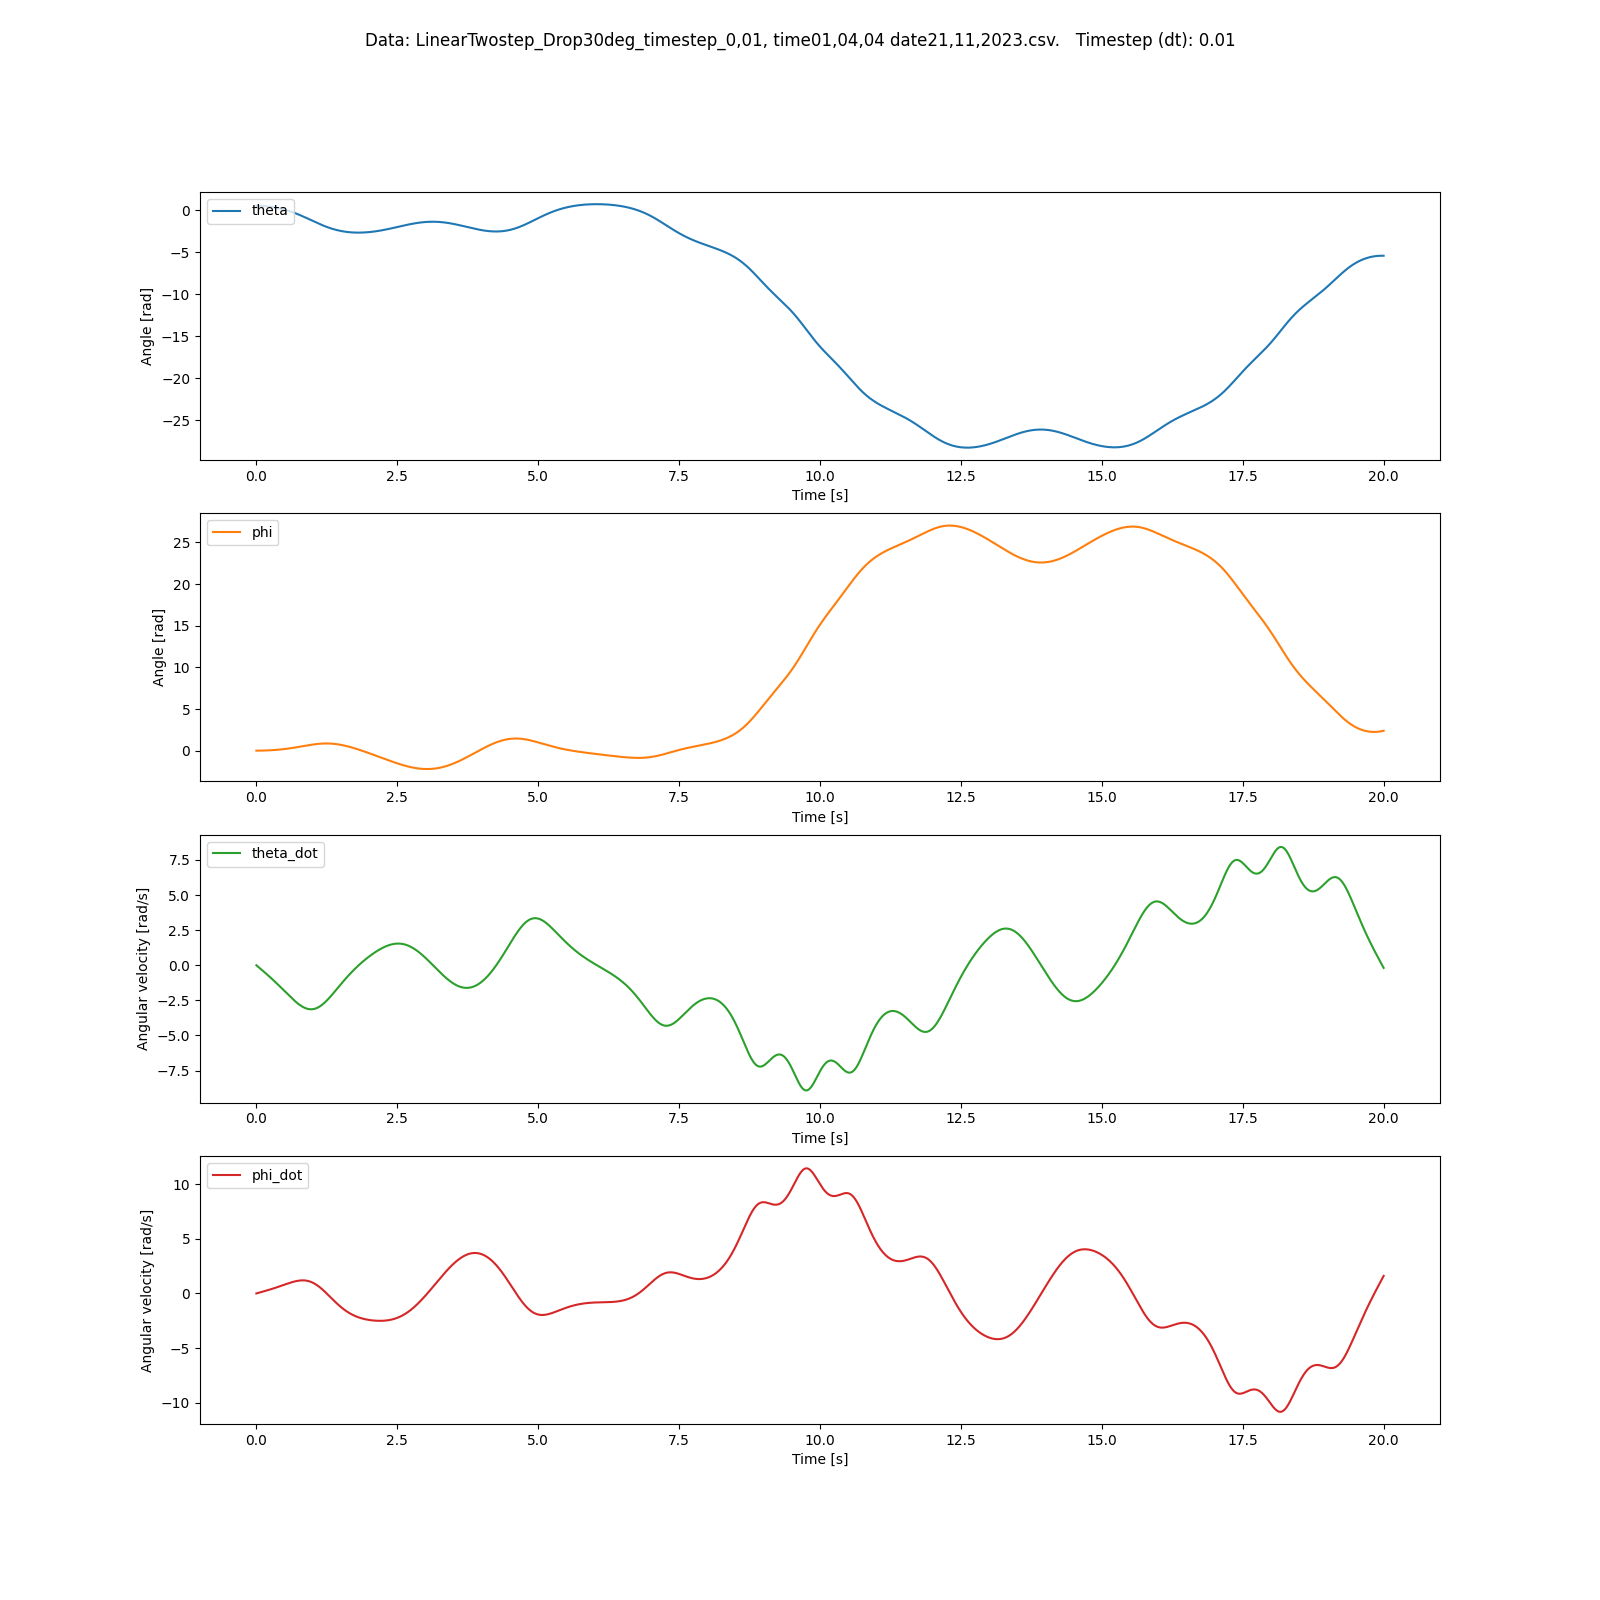 Data: LinearTwostep_Drop30deg_timestep_0,01, time01,04,04 date21,11,2023.csv.   Timestep (dt): 0.01
theta
Angle [rad]
0
−5
−10
−15
−20
−25
0.0 2.5 5.0 7.5 10.0 12.5 15.0 17.5 20.0
Time [s]
phi
Angle [rad]
25
20
15
10
5
0
0.0 2.5 5.0 7.5 10.0 12.5 15.0 17.5 20.0
Time [s]
theta_dot
Angular velocity [rad/s]
7.5
5.0
2.5
0.0
−2.5
−5.0
−7.5
0.0 2.5 5.0 7.5 10.0 12.5 15.0 17.5 20.0
Time [s]
phi_dot
Angular velocity [rad/s]
10
5
0
−5
−10
0.0 2.5 5.0 7.5 10.0 12.5 15.0 17.5 20.0
Time [s]